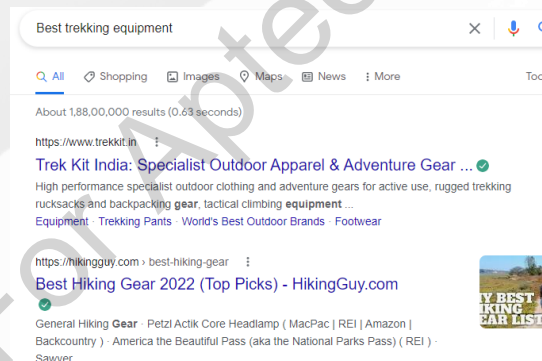 Best trekking equipment
All Shopping Images Maps News More
About 1,88,00,000 results (0.63 seconds)
https://www.trekkit.in
Trek Kit India: Specialist Outdoor Apparel & Adventure Gear ...
High performance specialist outdoor clothing and adventure gears for active use, rugged trekking
rucksacks and backpacking gear, tactical climbing equipment ...
Equipment · Trekking Pants · World's Best Outdoor Brands · Footwear
https://hikingguy.com › best-hiking-gear
Best Hiking Gear 2022 (Top Picks) - HikingGuy.com
General Hiking Gear · Petzl Actik Core Headlamp ( MacPac | REI | Amazon |
Backcountry ) · America the Beautiful Pass (aka the National Parks Pass) ( REI ) ·
Sawyer